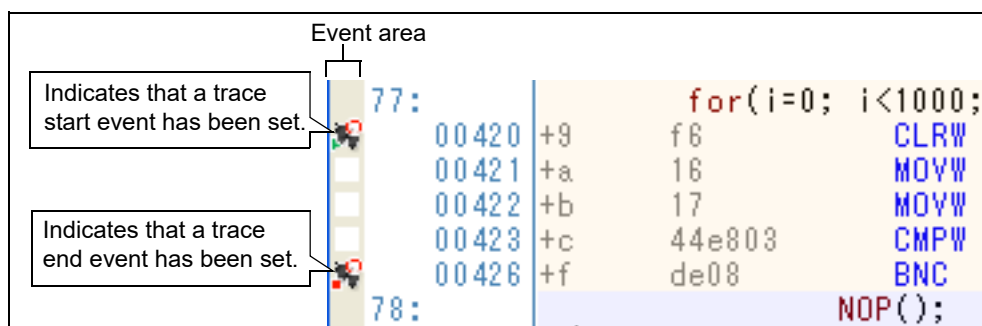 Event area
Indicates that a trace
start event has been set.
77: for(i=0; i<1000;
00420 +9 f6 CLRW
00421 +a 16 MOVW
00422 +b 17 MOVW
Indicates that a trace
end event has been set.
00423 +c 44e803 CMPW
00426 +f de08 BNC
78: NOP();